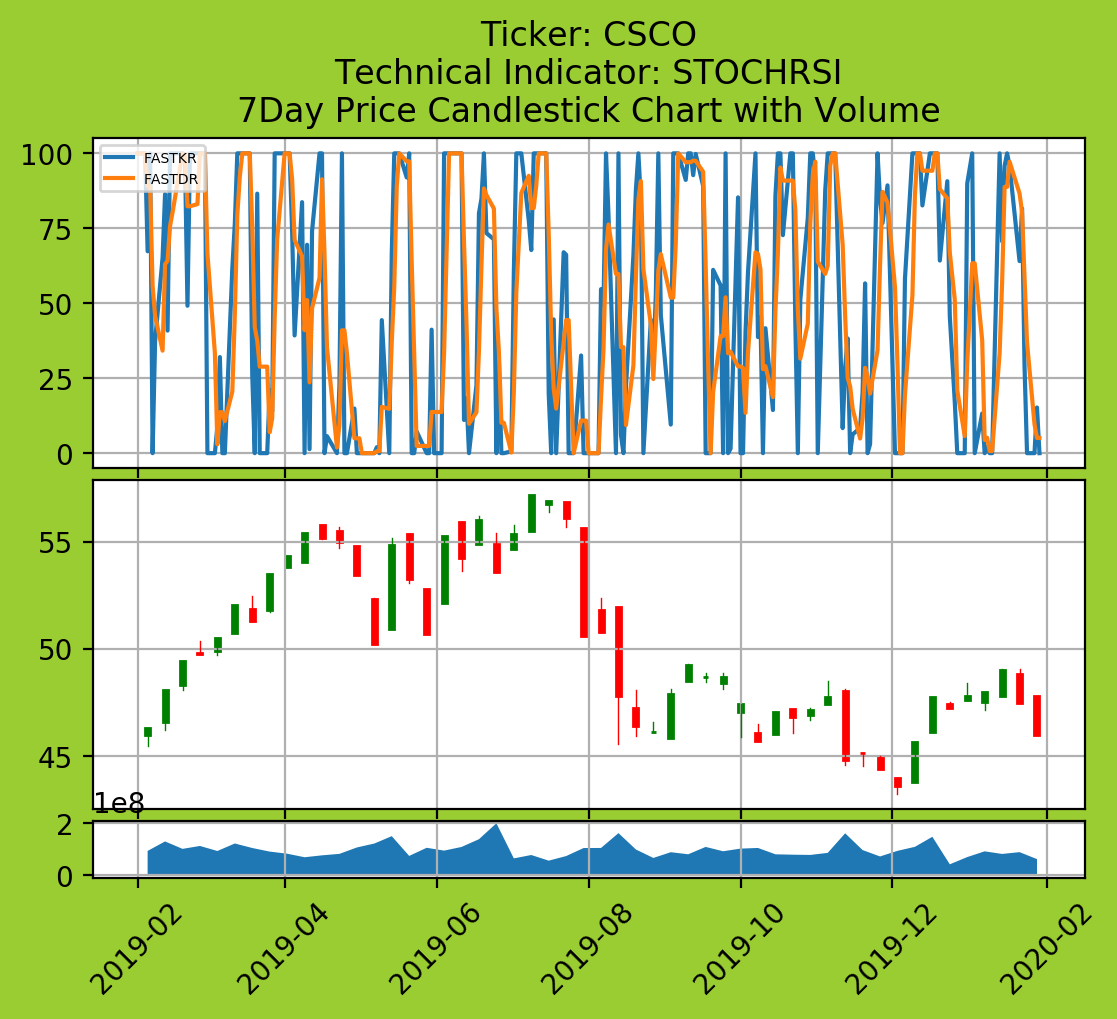 Ticker: CSCO
Technical Indicator: STOCHRSI
7Day Price Candlestick Chart with Volume
100
75
50
25
0
FASTKR
FASTDR
55
50
45
1e8
2
0
2019-02
2019-04
2019-06
2019-08
2019-10
2019-12
2020-02